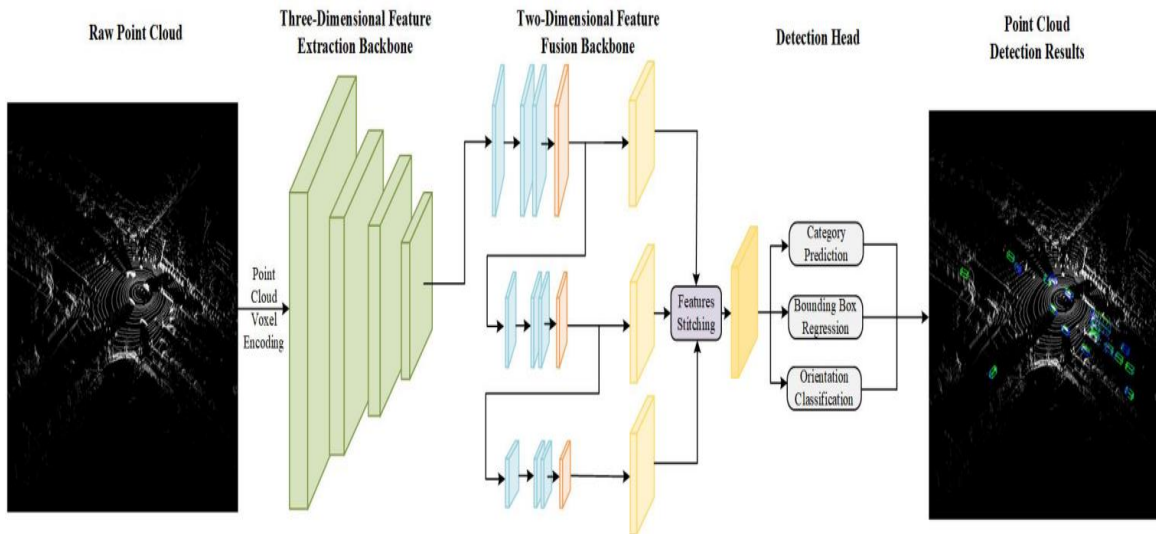 Raw Point Cloud
Three-Dimensional Feature
Extraction Backbone
Two-Dimensional Feature
Fusion Backbone
Detection Head
Point Cloud
Detection Results
Point
Cloud
Voxel
Encoding
Features
Stitching
Category
Prediction
Bounding Box
Regression
Orientation
Classification